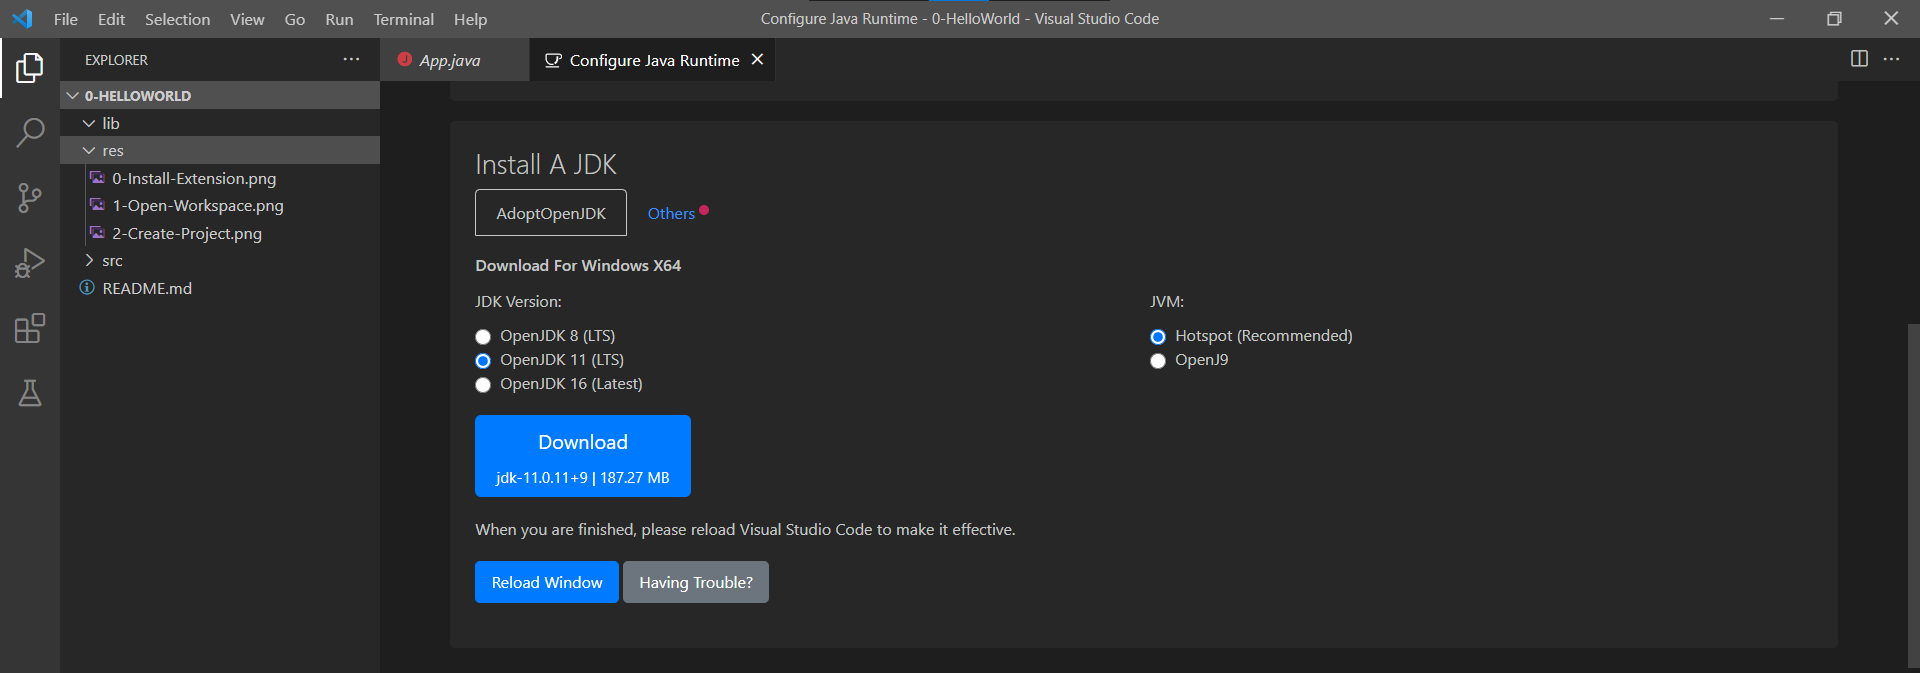 File Edit Selection View Go Run Terminal Help
Configure Java Runtime - 0-HelloWorld - Visual Studio Code
EXPLORER
0-HELLOWORLD
lib
res
0-Install-Extension.png
1-Open-Workspace.png
2-Create-Project.png
src
README.md
J App.java
Configure Java Runtime
Install A JDK
AdoptOpenJDK Others
Download For Windows X64
JDK Version:
OpenJDK 8 (LTS)
OpenJDK 11 (LTS)
OpenJDK 16 (Latest)
JVM:
Hotspot (Recommended)
OpenJ9
Download
jdk-11.0.11+9 | 187.27 MB
When you are finished, please reload Visual Studio Code to make it effective.
Reload Window Having Trouble?